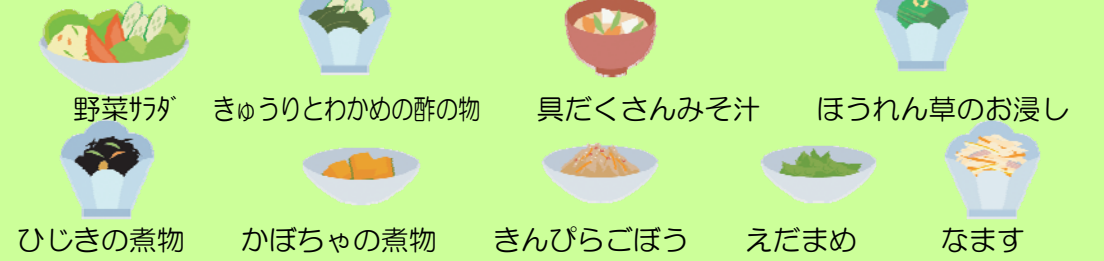 野菜ｻﾗﾀﾞ きゅうりとわかめの酢の物 具だくさんみそ汁 ほうれん草のお浸し
ひじきの煮物 かぼちゃの煮物 きんぴらごぼう えだまめ なます